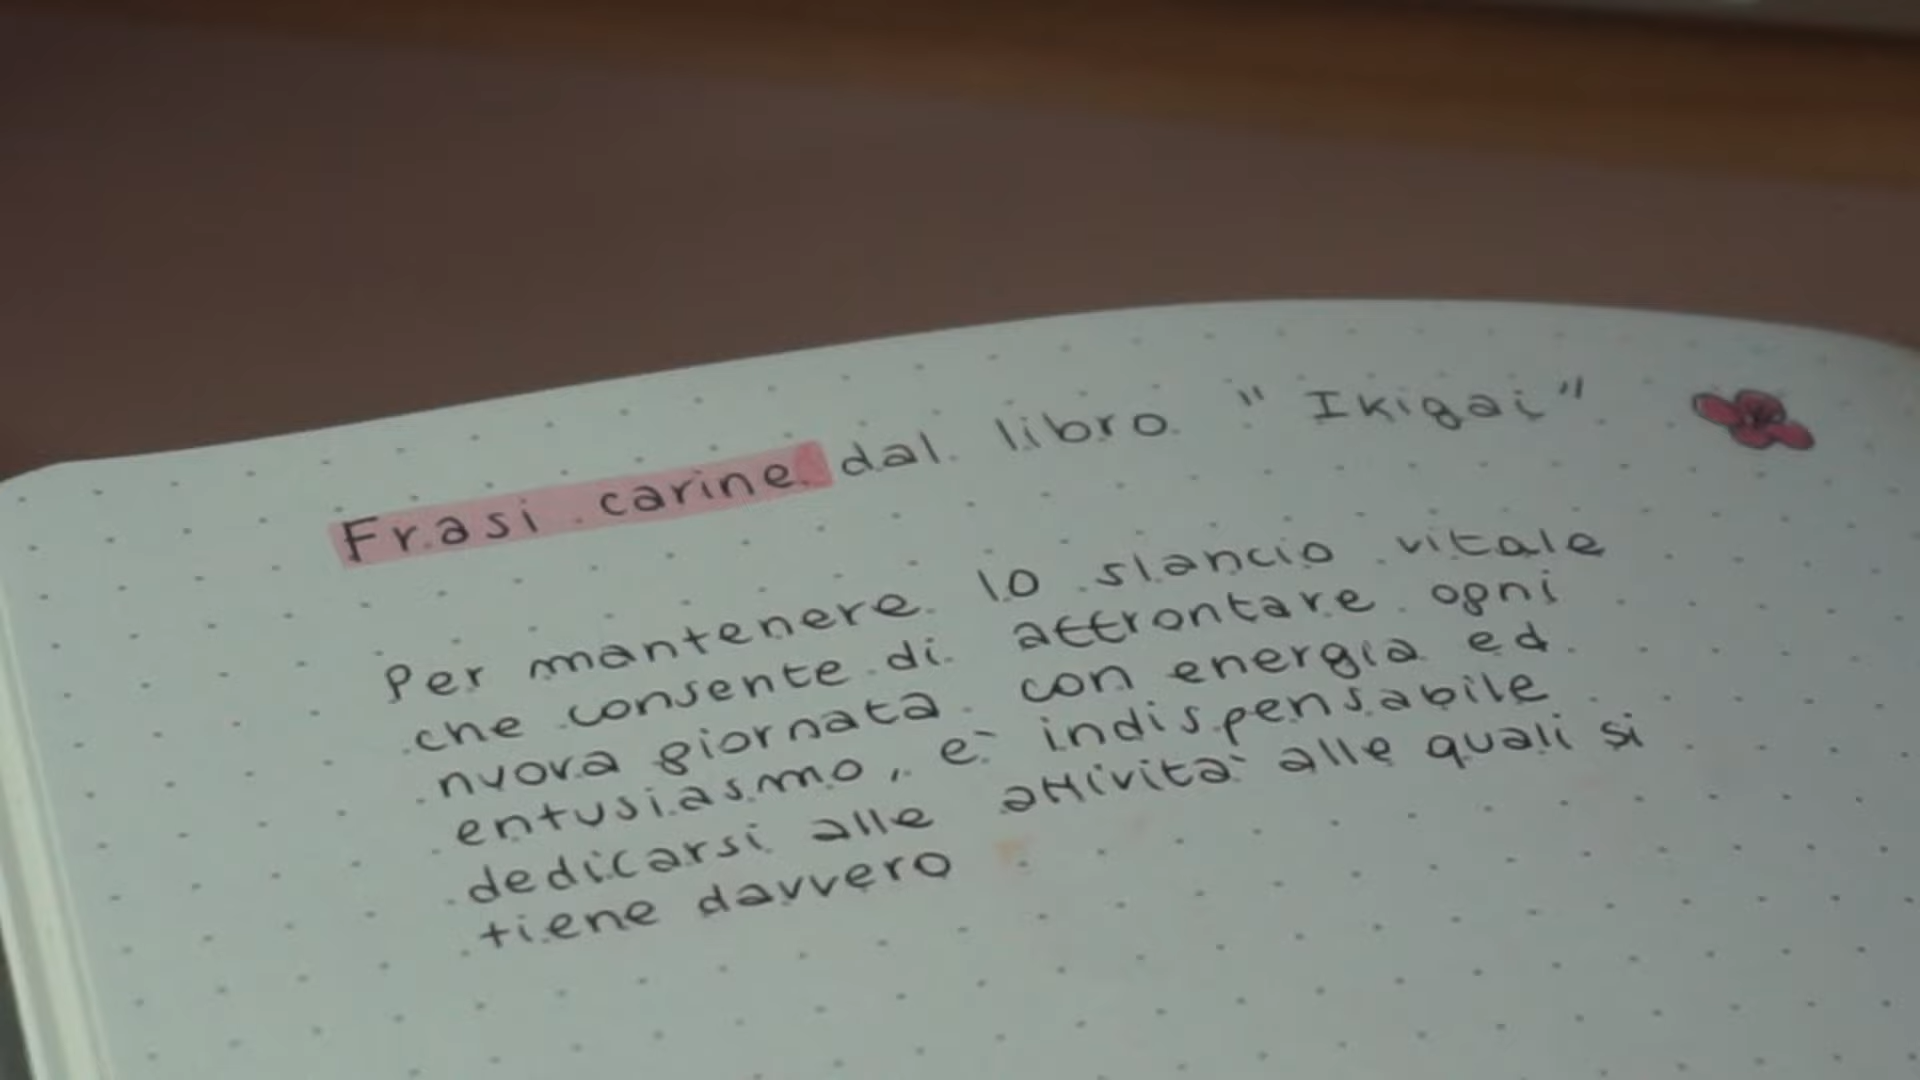 Frasi carine dal libro "Ikigai"
Per mantenere lo slancio vitale
che consente di affrontare ogni
nuova giornata con energia ed
entusiasmo, è indispensabile
dedicarsi alle attività alle quali si
tiene davvero